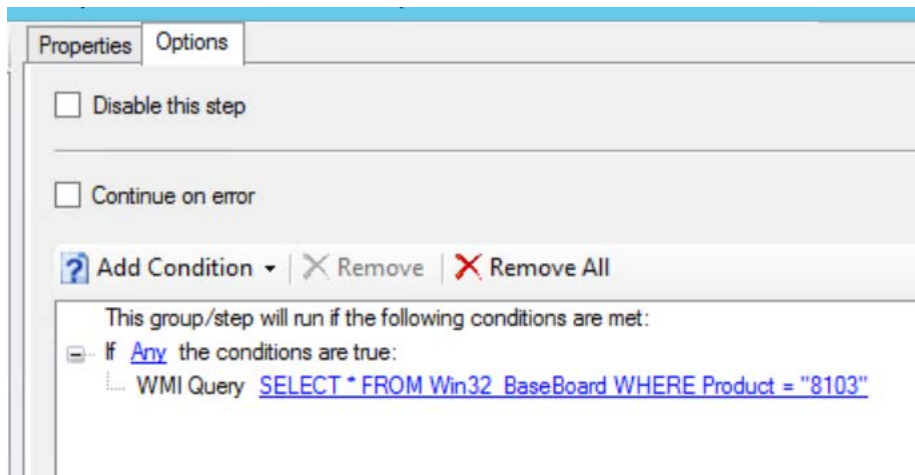 Properties Options
Disable this step
Continue on error
Add Condition Remove Remove All
This group/step will run if the following conditions are met:
If Any the conditions are true:
WMI Query SELECT * FROM Win32_BaseBoard WHERE Product = "8103"